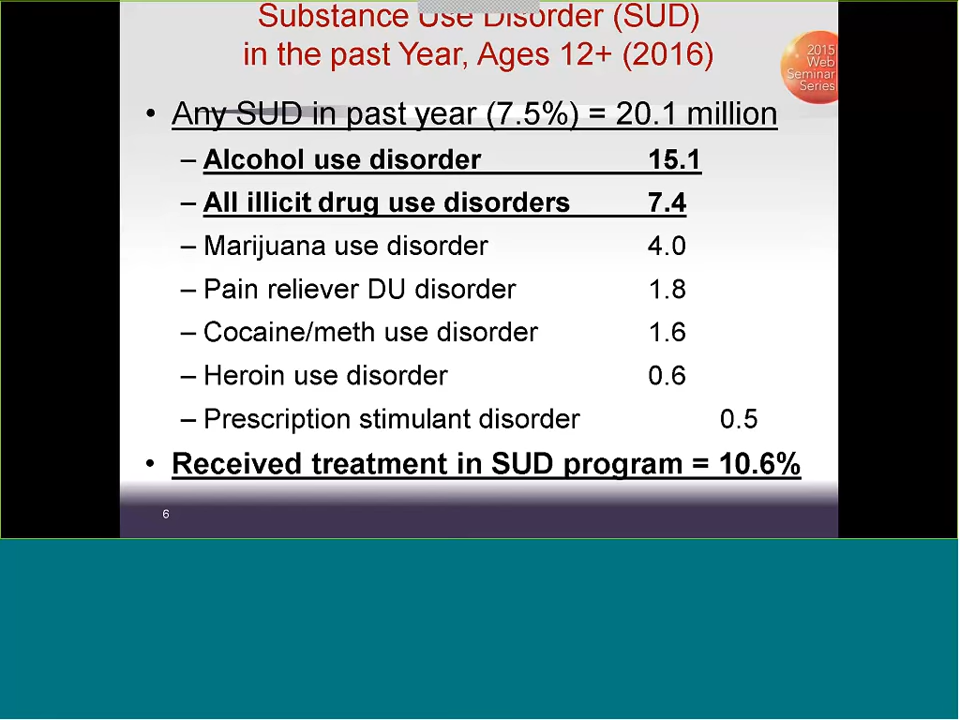 Substance Use Disorder (SUD)
in the past Year, Ages 12+ (2016)
2015
Web
Seminar
Series
• Any SUD in past year (7.5%) = 20.1 million
– Alcohol use disorder 15.1
– All illicit drug use disorders 7.4
– Marijuana use disorder 4.0
– Pain reliever DU disorder 1.8
– Cocaine/meth use disorder 1.6
– Heroin use disorder 0.6
– Prescription stimulant disorder 0.5
• Received treatment in SUD program = 10.6%
6